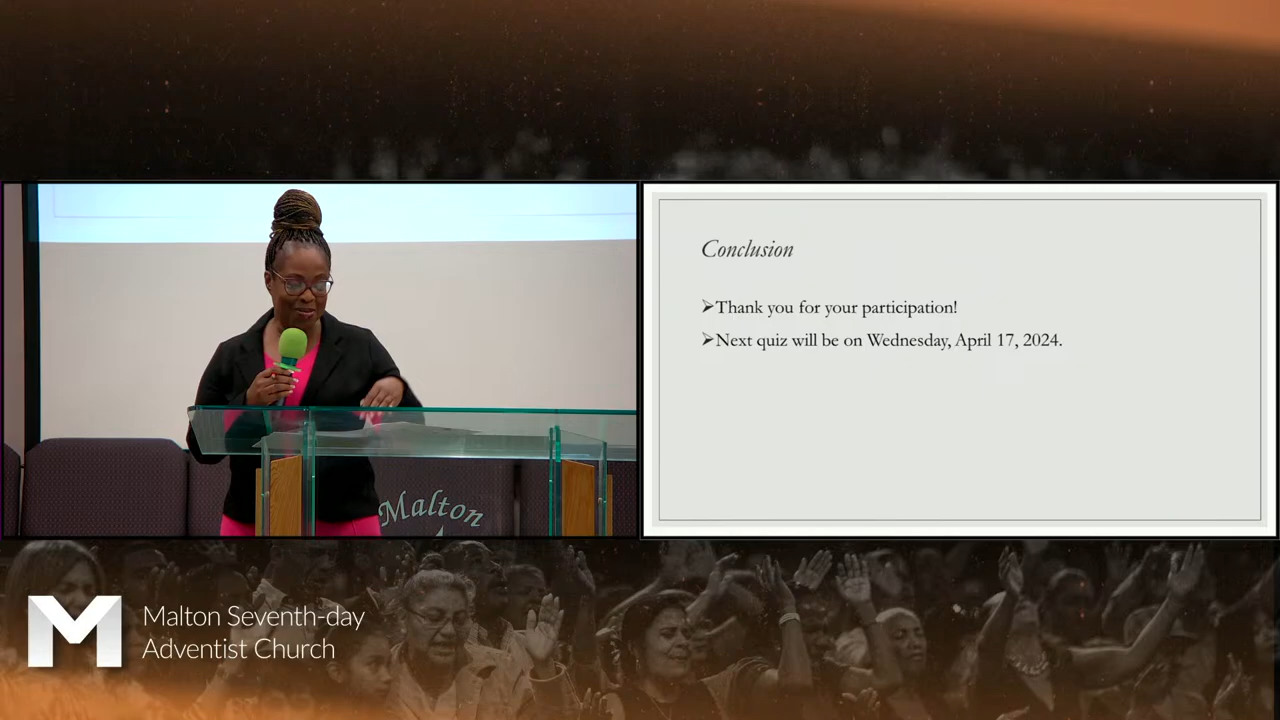 Conclusion
➢Thank you for your participation!
➢Next quiz will be on Wednesday, April 17, 2024.
Malton
M
Malton Seventh-day
Adventist Church